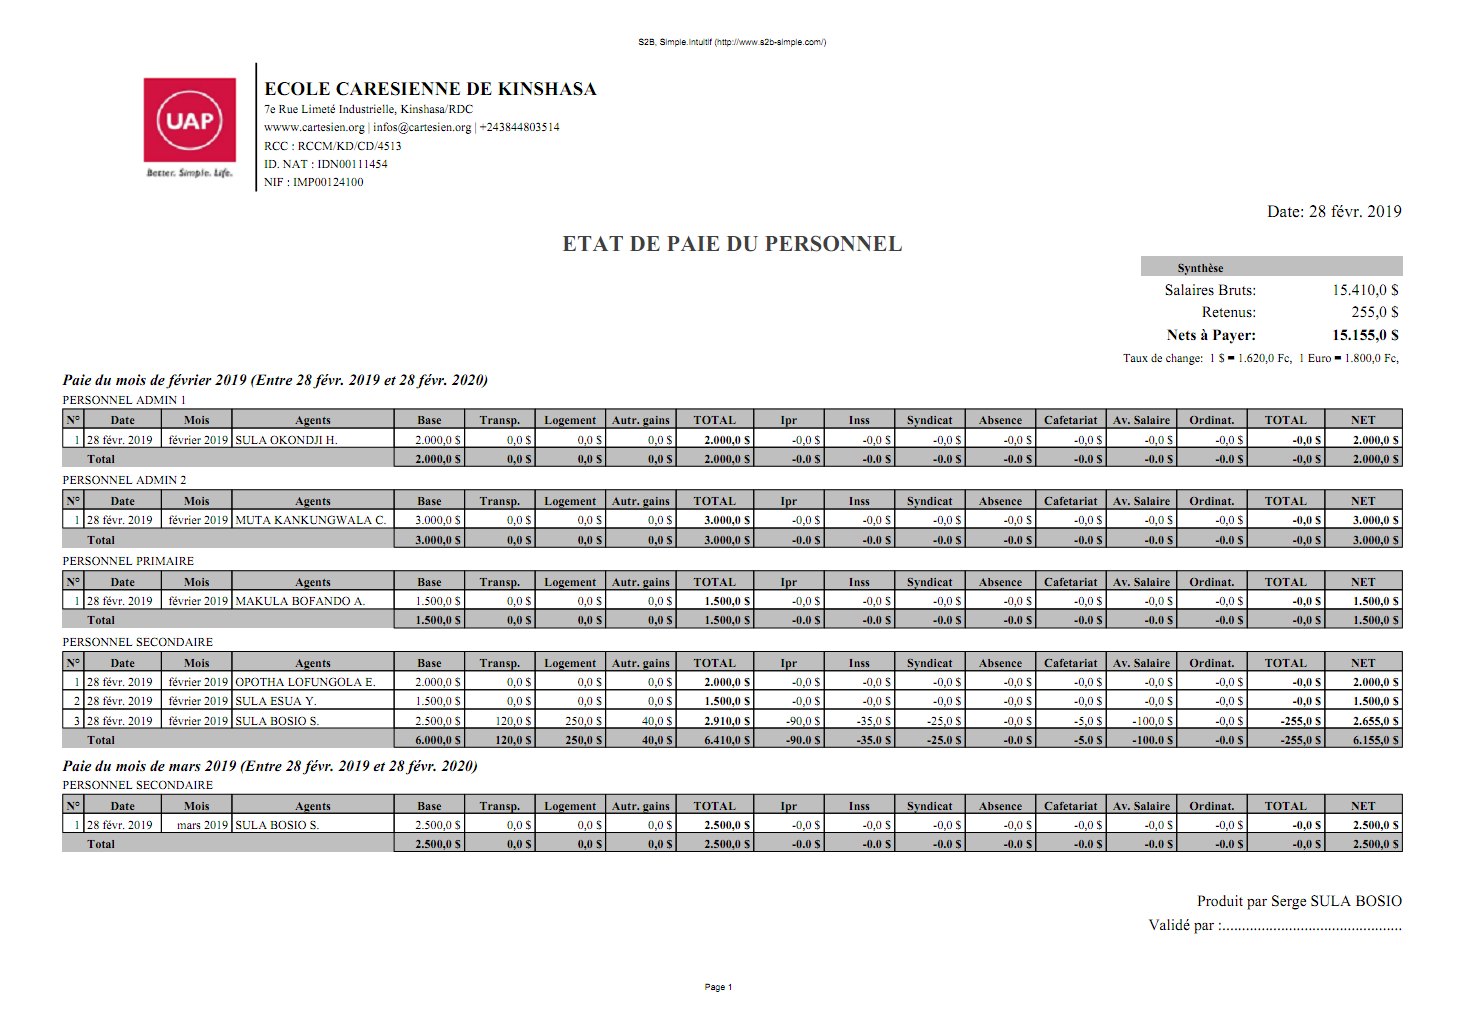 S2B, Simple.Intuitif (http://www.s2b-simple.com/)
UAP
Better. Simple. Life.
ECOLE CARESIENNE DE KINSHASA
7e Rue Limeté Industrielle, Kinshasa/RDC
wwww.cartesien.org | infos@cartesien.org | +243844803514
RCC : RCCM/KD/CD/4513
ID. NAT : IDN00111454
NIF : IMP00124100
Date: 28 févr. 2019
ETAT DE PAIE DU PERSONNEL
Synthèse
Salaires Bruts: 15.410,0 $
Retenus: 255,0 $
Nets à Payer: 15.155,0 $
Taux de change: 1 $ = 1.620,0 Fc, 1 Euro = 1.800,0 Fc,
Paie du mois de février 2019 (Entre 28 févr. 2019 et 28 févr. 2020)
PERSONNEL ADMIN 1
N° Date Mois Agents Base Transp. Logement Autr. gains TOTAL Ipr Inss Syndicat Absence Cafetariat Av. Salaire Ordinat. TOTAL NET
1 28 févr. 2019 février 2019 SULA OKONDJI H. 2.000,0 $ 0,0 $ 0,0 $ 0,0 $ 2.000,0 $ -0,0 $ -0,0 $ -0,0 $ -0,0 $ -0,0 $ -0,0 $ -0,0 $ -0,0 $ 2.000,0 $
Total 2.000,0 $ 0,0 $ 0,0 $ 0,0 $ 2.000,0 $ -0.0 $ -0.0 $ -0.0 $ -0.0 $ -0.0 $ -0.0 $ -0.0 $ -0,0 $ 2.000,0 $
PERSONNEL ADMIN 2
N° Date Mois Agents Base Transp. Logement Autr. gains TOTAL Ipr Inss Syndicat Absence Cafetariat Av. Salaire Ordinat. TOTAL NET
1 28 févr. 2019 février 2019 MUTA KANKUNGWALA C. 3.000,0 $ 0,0 $ 0,0 $ 0,0 $ 3.000,0 $ -0,0 $ -0,0 $ -0,0 $ -0,0 $ -0,0 $ -0,0 $ -0,0 $ -0,0 $ 3.000,0 $
Total 3.000,0 $ 0,0 $ 0,0 $ 0,0 $ 3.000,0 $ -0.0 $ -0.0 $ -0.0 $ -0.0 $ -0.0 $ -0.0 $ -0.0 $ -0,0 $ 3.000,0 $
PERSONNEL PRIMAIRE
N° Date Mois Agents Base Transp. Logement Autr. gains TOTAL Ipr Inss Syndicat Absence Cafetariat Av. Salaire Ordinat. TOTAL NET
1 28 févr. 2019 février 2019 MAKULA BOFANDO A. 1.500,0 $ 0,0 $ 0,0 $ 0,0 $ 1.500,0 $ -0,0 $ -0,0 $ -0,0 $ -0,0 $ -0,0 $ -0,0 $ -0,0 $ -0,0 $ 1.500,0 $
Total 1.500,0 $ 0,0 $ 0,0 $ 0,0 $ 1.500,0 $ -0.0 $ -0.0 $ -0.0 $ -0.0 $ -0.0 $ -0.0 $ -0.0 $ -0,0 $ 1.500,0 $
PERSONNEL SECONDAIRE
N° Date Mois Agents Base Transp. Logement Autr. gains TOTAL Ipr Inss Syndicat Absence Cafetariat Av. Salaire Ordinat. TOTAL NET
1 28 févr. 2019 février 2019 OPOTHA LOFUNGOLA E. 2.000,0 $ 0,0 $ 0,0 $ 0,0 $ 2.000,0 $ -0,0 $ -0,0 $ -0,0 $ -0,0 $ -0,0 $ -0,0 $ -0,0 $ -0,0 $ 2.000,0 $
2 28 févr. 2019 février 2019 SULA ESUA Y. 1.500,0 $ 0,0 $ 0,0 $ 0,0 $ 1.500,0 $ -0,0 $ -0,0 $ -0,0 $ -0,0 $ -0,0 $ -0,0 $ -0,0 $ -0,0 $ 1.500,0 $
3 28 févr. 2019 février 2019 SULA BOSIO S. 2.500,0 $ 120,0 $ 250,0 $ 40,0 $ 2.910,0 $ -90,0 $ -35,0 $ -25,0 $ -0,0 $ -5,0 $ -100,0 $ -0,0 $ -255,0 $ 2.655,0 $
Total 6.000,0 $ 120,0 $ 250,0 $ 40,0 $ 6.410,0 $ -90.0 $ -35.0 $ -25.0 $ -0.0 $ -5.0 $ -100.0 $ -0.0 $ -255,0 $ 6.155,0 $
Paie du mois de mars 2019 (Entre 28 févr. 2019 et 28 févr. 2020)
PERSONNEL SECONDAIRE
N° Date Mois Agents Base Transp. Logement Autr. gains TOTAL Ipr Inss Syndicat Absence Cafetariat Av. Salaire Ordinat. TOTAL NET
1 28 févr. 2019 mars 2019 SULA BOSIO S. 2.500,0 $ 0,0 $ 0,0 $ 0,0 $ 2.500,0 $ -0,0 $ -0,0 $ -0,0 $ -0,0 $ -0,0 $ -0,0 $ -0,0 $ -0,0 $ 2.500,0 $
Total 2.500,0 $ 0,0 $ 0,0 $ 0,0 $ 2.500,0 $ -0.0 $ -0.0 $ -0.0 $ -0.0 $ -0.0 $ -0.0 $ -0.0 $ -0,0 $ 2.500,0 $
Produit par Serge SULA BOSIO
Validé par :..............................................
Page 1